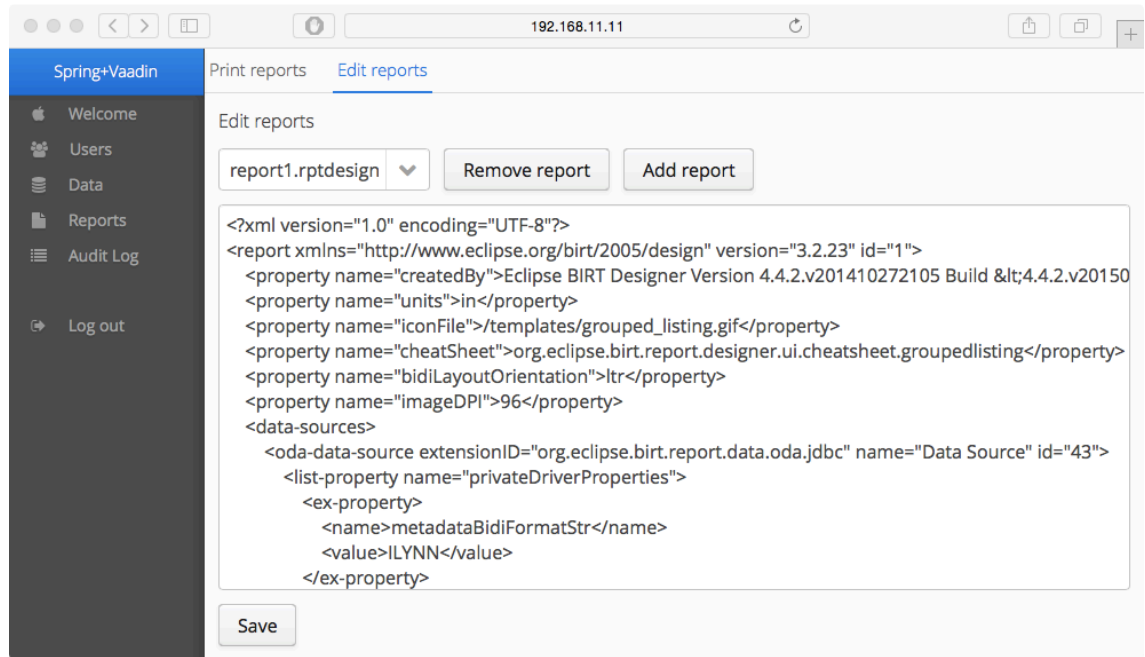 192.168.11.11
Spring+Vaadin
Print reports
Edit reports
Welcome
Users
Data
Reports
Audit Log
Log out
Edit reports
report1.rptdesign
Remove report
Add report
<?xml version="1.0" encoding="UTF-8"?>
<report xmlns="http://www.eclipse.org/birt/2005/design" version="3.2.23" id="1">
<property name="createdBy">Eclipse BIRT Designer Version 4.4.2.v201410272105 Build &lt;4.4.2.v20150
<property name="units">in</property>
<property name="iconFile">/templates/grouped_listing.gif</property>
<property name="cheatSheet">org.eclipse.birt.report.designer.ui.cheatsheet.groupedlisting</property>
<property name="bidiLayoutOrientation">ltr</property>
<property name="imageDPI">96</property>
<data-sources>
<oda-data-source extensionID="org.eclipse.birt.report.data.oda.jdbc" name="Data Source" id="43">
<list-property name="privateDriverProperties">
<ex-property>
<name>metadataBidiFormatStr</name>
<value>ILYNN</value>
</ex-property>
Save